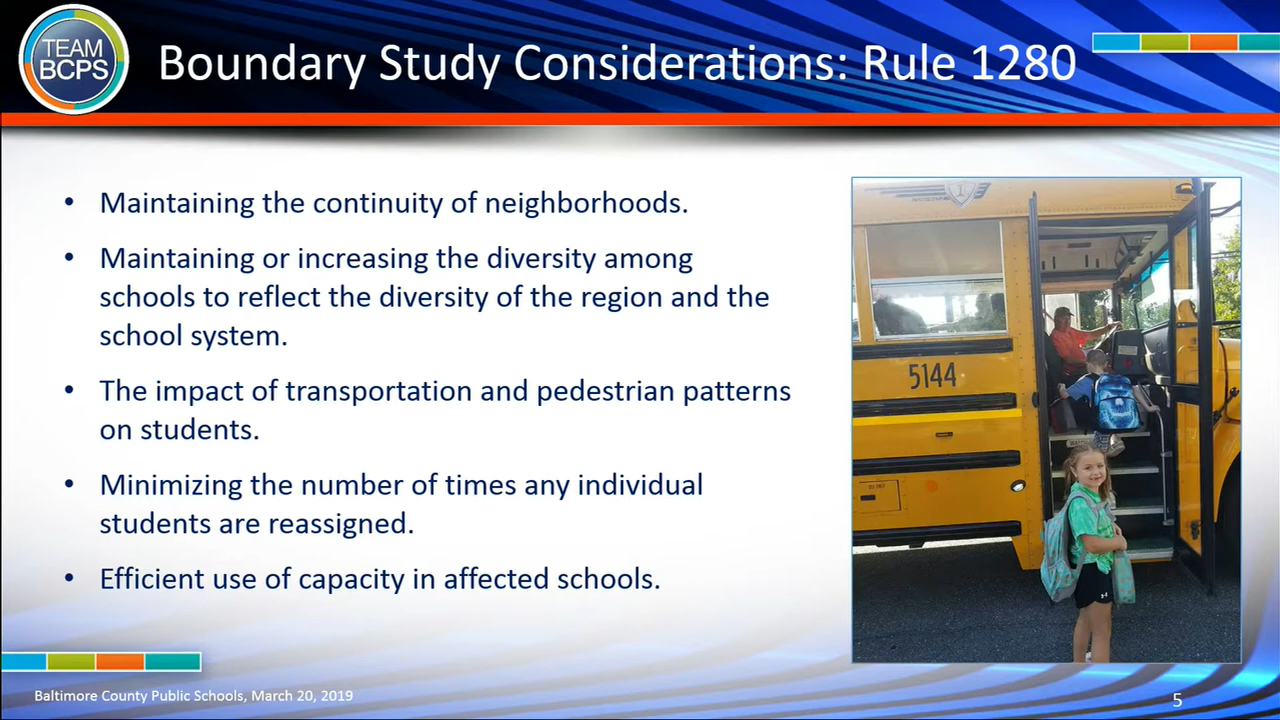 TEAM
BCPS
Boundary Study Considerations: Rule 1280
• Maintaining the continuity of neighborhoods.
• Maintaining or increasing the diversity among
schools to reflect the diversity of the region and the
school system.
• The impact of transportation and pedestrian patterns
on students.
• Minimizing the number of times any individual
students are reassigned.
• Efficient use of capacity in affected schools.
5144
Baltimore County Public Schools, March 20, 2019
5